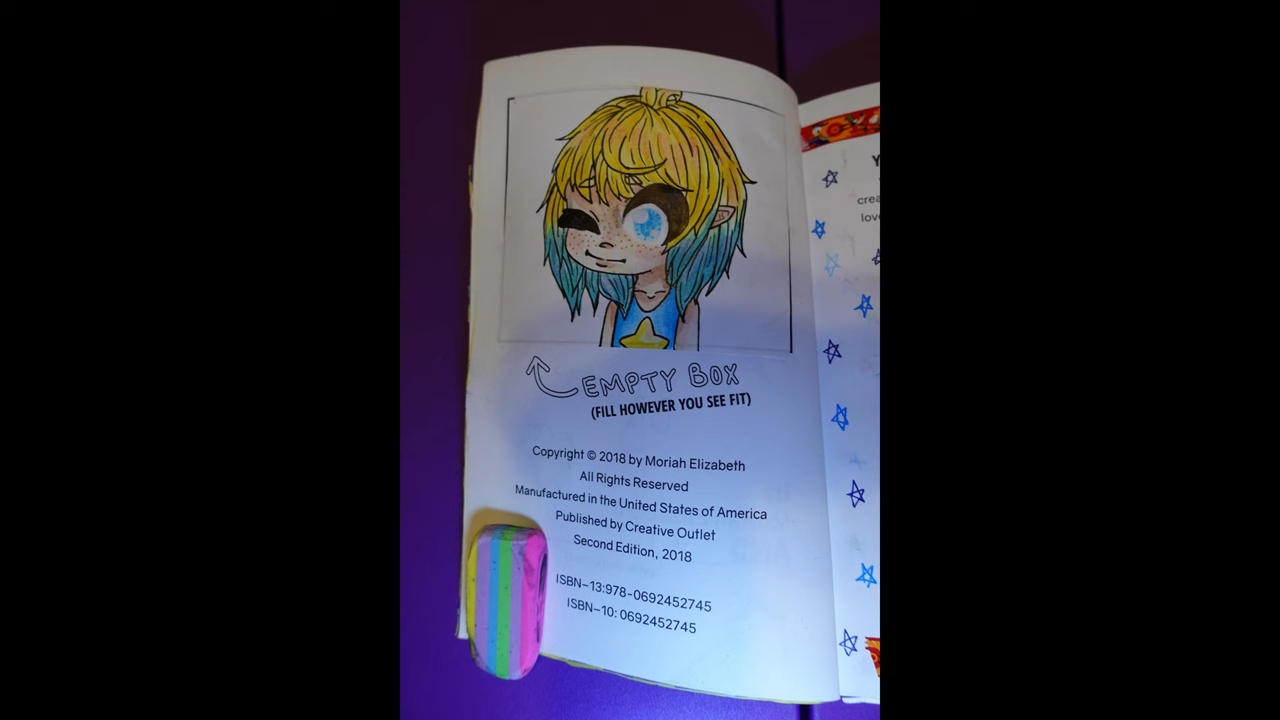 EMPTY BOX
(FILL HOWEVER YOU SEE FIT)
Copyright © 2018 by Moriah Elizabeth
All Rights Reserved
Manufactured in the United States of America
Published by Creative Outlet
Second Edition, 2018
ISBN-13:978-0692452745
ISBN-10: 0692452745